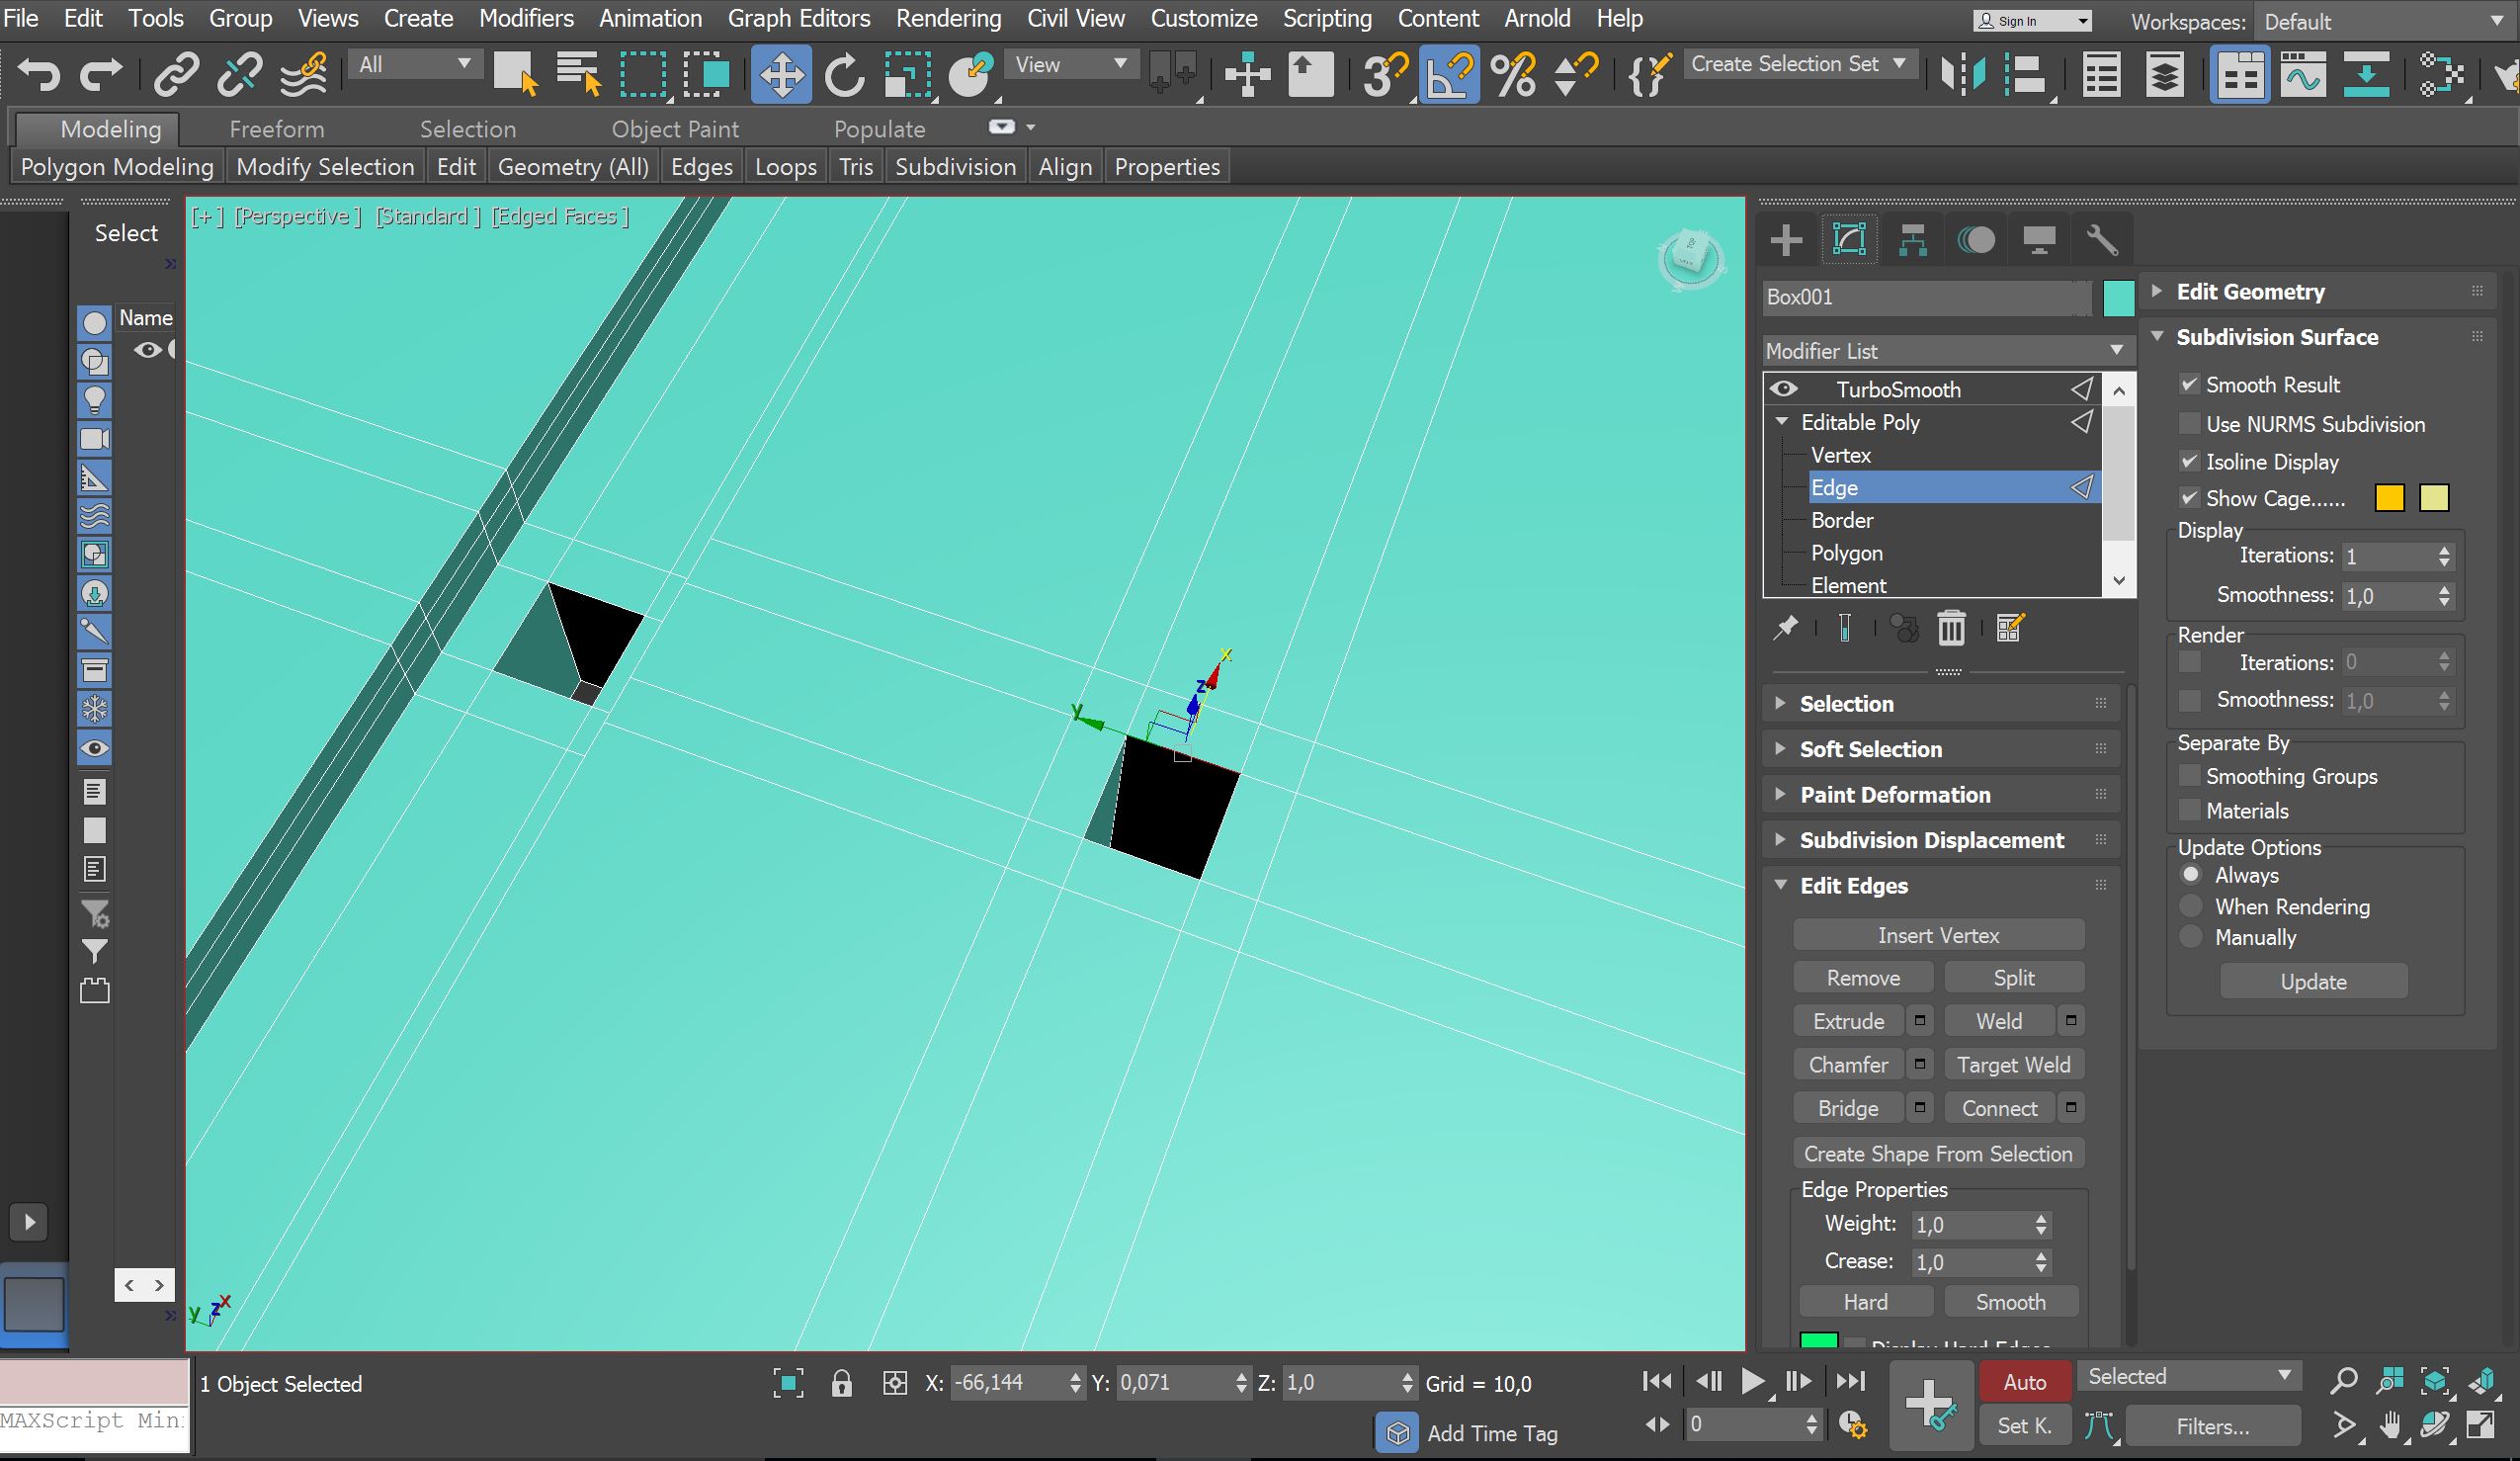 File Edit Tools Group Views Create Modifiers Animation Graph Editors Rendering Civil View Customize Scripting Content Arnold Help
Sign In
Workspaces: Default
All
View
3
%
Create Selection Set
Modeling Freeform Selection Object Paint Populate
Polygon Modeling Modify Selection Edit Geometry (All) Edges Loops Tris Subdivision Align Properties
Select
Name
[+] [Perspective] [Standard] [Edged Faces]
TOP
x
y
z
y z x
Box001
Modifier List
TurboSmooth
Editable Poly
Vertex
Edge
Border
Polygon
Element
Selection
Soft Selection
Paint Deformation
Subdivision Displacement
Edit Edges
Insert Vertex
Remove Split
Extrude Weld
Chamfer Target Weld
Bridge Connect
Create Shape From Selection
Edge Properties
Weight: 1,0
Crease: 1,0
Hard Smooth
Display Hard Edges
Edit Geometry
Subdivision Surface
Smooth Result
Use NURMS Subdivision
Isoline Display
Show Cage......
Display
Iterations: 1
Smoothness: 1,0
Render
Iterations: 0
Smoothness: 1,0
Separate By
Smoothing Groups
Materials
Update Options
Always
When Rendering
Manually
Update
1 Object Selected
MAXScript Min
X: -66,144 Y: 0,071 Z: 1,0 Grid = 10,0
Add Time Tag
0
Auto Selected
Set K. Filters...